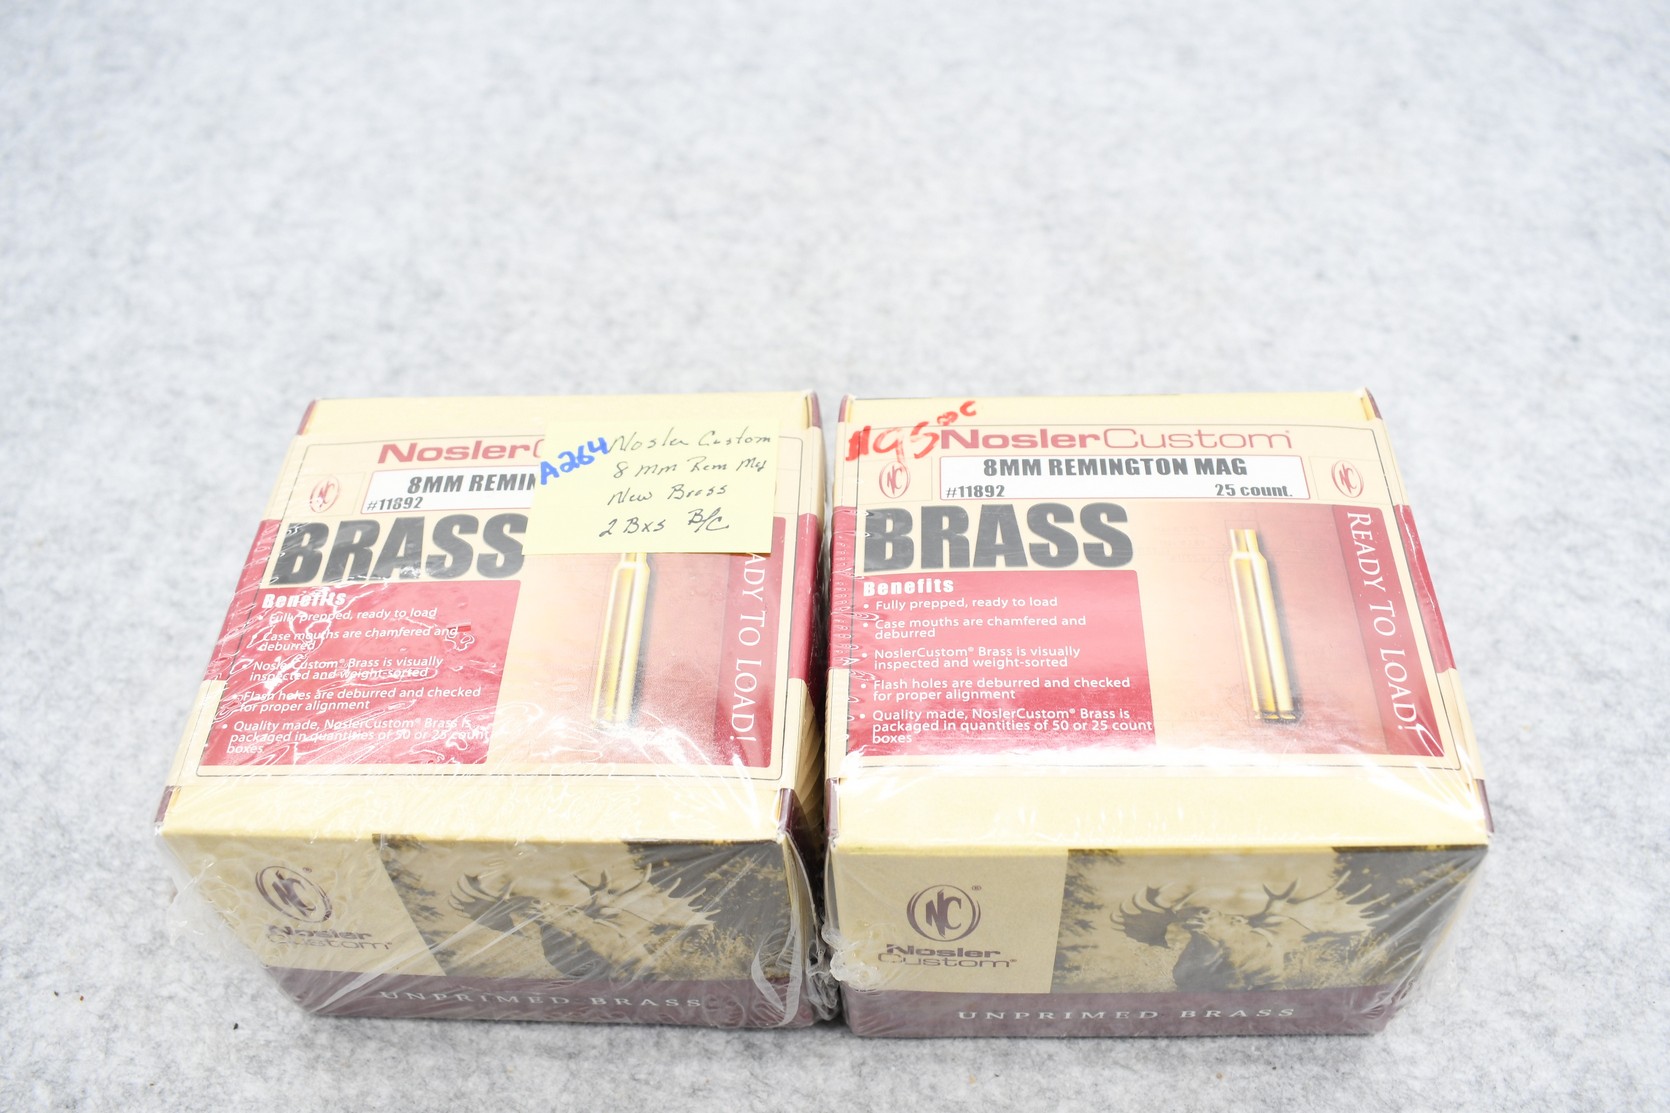 Nosler
8MM REMIN
#11892
BRASS
Benefits
• Fully prepped, ready to load
• Case mouths are chamfered and
deburred
• NoslerCustom® Brass is visually
inspected and weight-sorted
• Flash holes are deburred and checked
for proper alignment
• Quality made, NoslerCustom® Brass is
packaged in quantities of 50 or 25 count
boxes
ADY TO LOAD!
A264 Nosler Custom
8mm Rem Mag
New Brass
2 Bxs B/C
NC
Nosler
Custom®
UNPRIMED BRASS
NoslerCustom®
8MM REMINGTON MAG
#11892 25 count.
NC
BRASS
Benefits
• Fully prepped, ready to load
• Case mouths are chamfered and
deburred
• NoslerCustom® Brass is visually
inspected and weight-sorted
• Flash holes are deburred and checked
for proper alignment
• Quality made, NoslerCustom® Brass is
packaged in quantities of 50 or 25 count
boxes
READY TO LOAD!
NC®
Nosler
Custom®
UNPRIMED BRASS